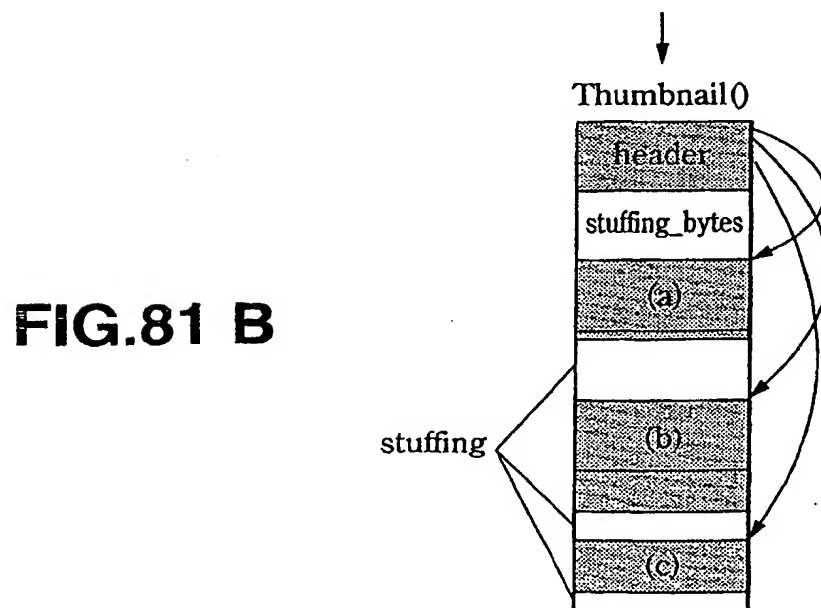 Thumbnail()
header
stuffing_bytes
(a)
FIG.81 B
stuffing
(b)
(c)